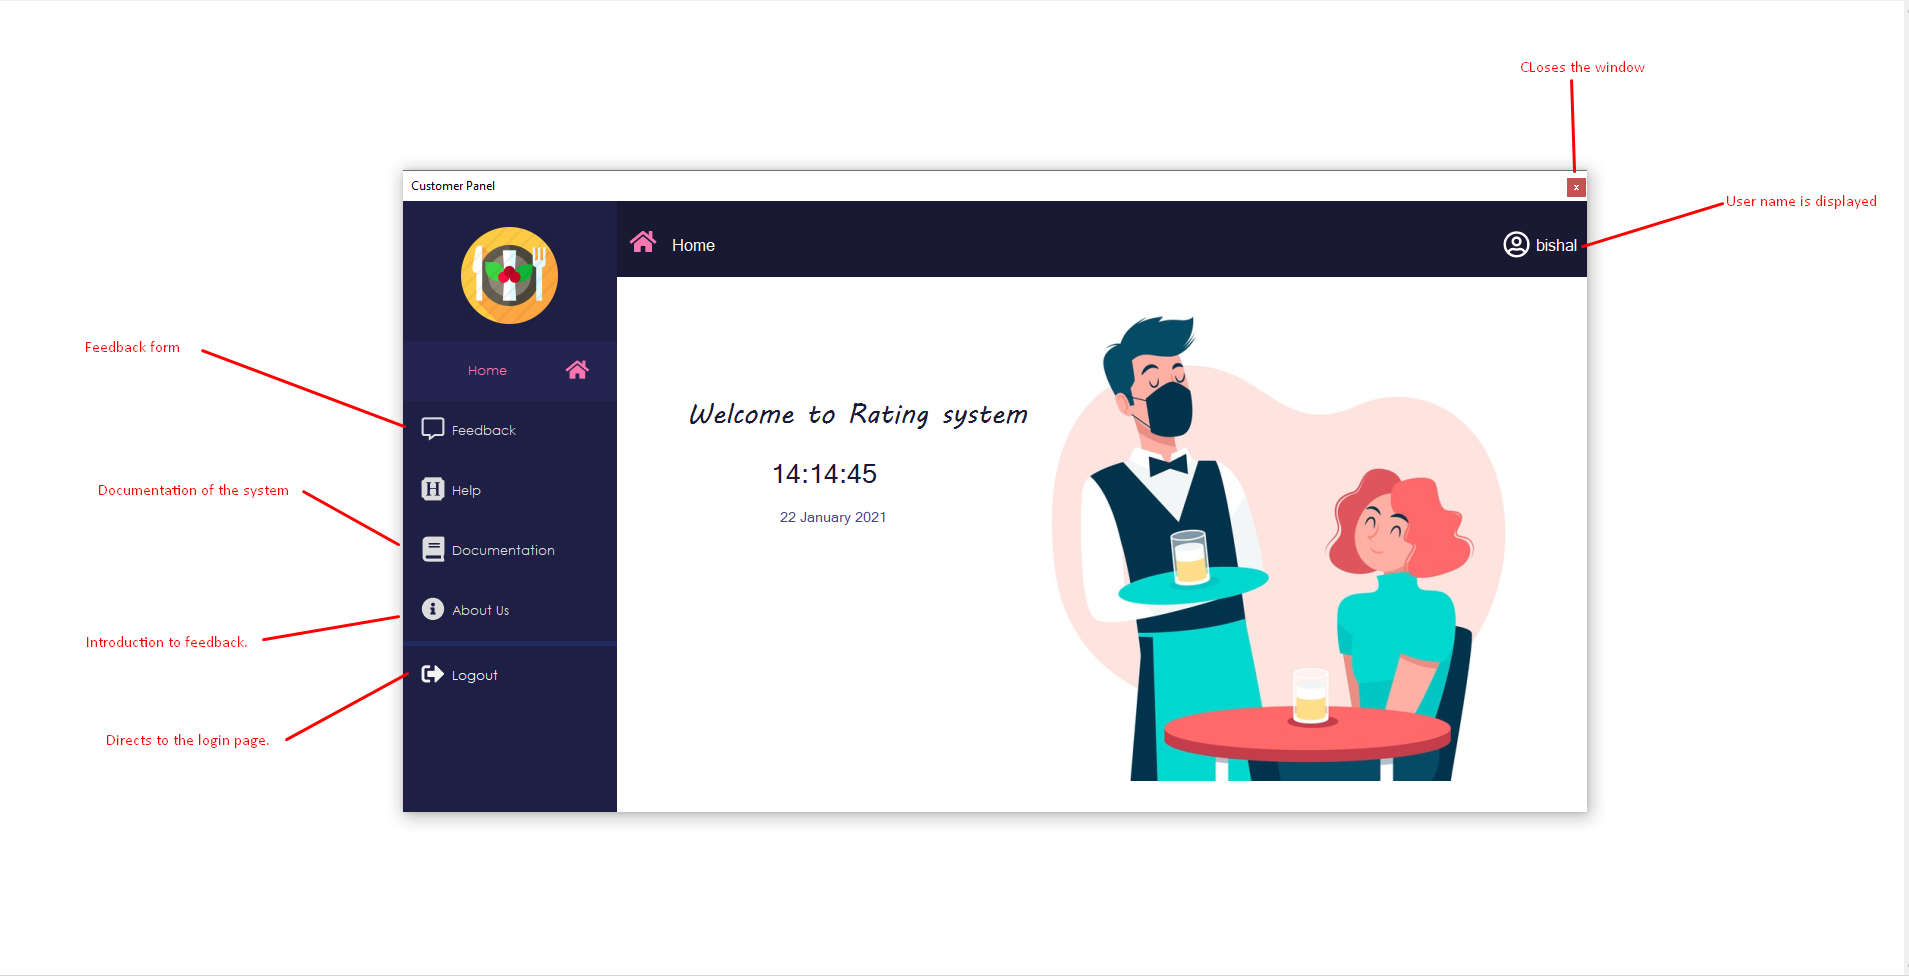 CLoses the window
Customer Panel
x
User name is displayed
Home
bishal
Feedback form
Home
Feedback
Welcome to Rating system
14:14:45
22 January 2021
Documentation of the system
H Help
Documentation
Introduction to feedback.
About Us
Directs to the login page.
Logout